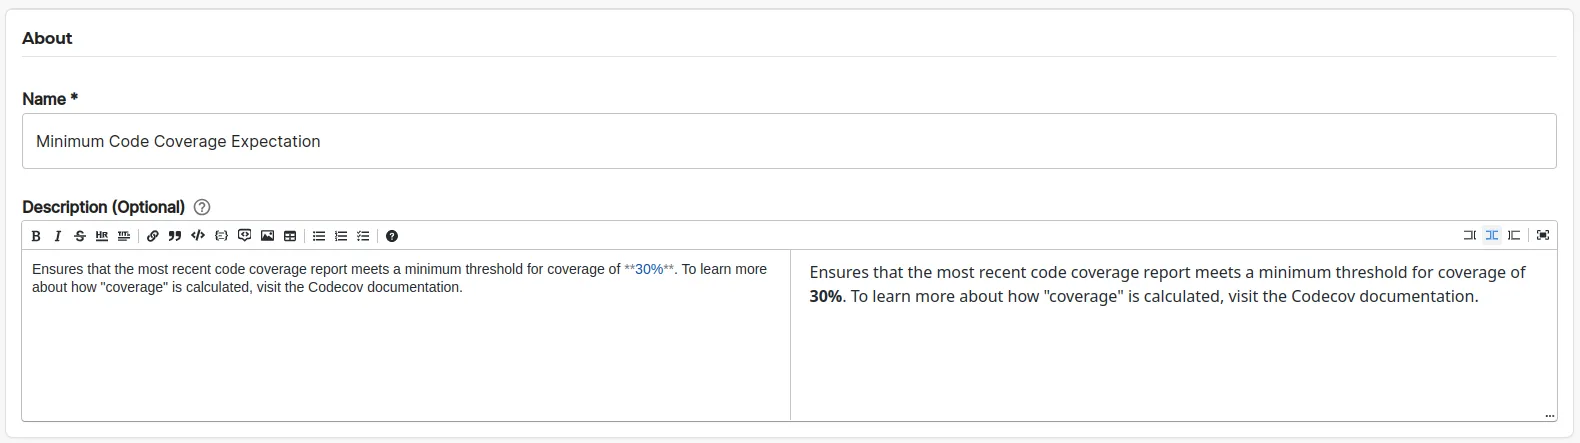 About
Name *
Minimum Code Coverage Expectation
Description (Optional)
Ensures that the most recent code coverage report meets a minimum threshold for coverage of **30%**. To learn more
about how "coverage" is calculated, visit the Codecov documentation.
Ensures that the most recent code coverage report meets a minimum threshold for coverage of
30%. To learn more about how "coverage" is calculated, visit the Codecov documentation.